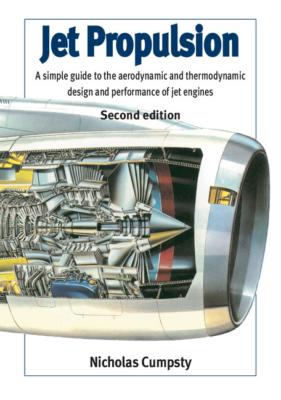 Jet Propulsion
A simple guide to the aerodynamic and thermodynamic
design and performance of jet engines
Second edition
Nicholas Cumpsty